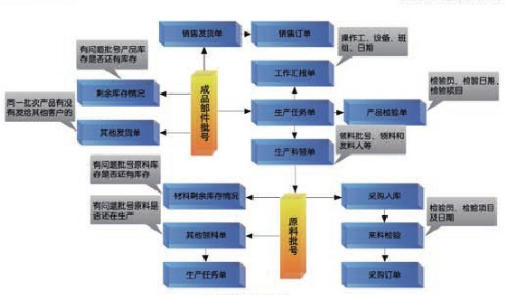 销售发货单
销售订单
操作工、设备、班
组、日期
有问题批号产品库
存是否还有库存
工作汇报单
检验员、检验日期、
检验项目
剩余库存情况
成品部件批号
生产任务单
产品检验单
同一批次产品有没
有发给其他客户的
其他发货单
领料批号、领料和
发料人等
生产领料单
有问题批号原料库
存是否还有库存
材料剩余库存情况
采购入库
有问题批号原料是
否还在生产
原料批号
检验员、检验项目
及日期
其他领料单
来料检验
生产任务单
采购订单